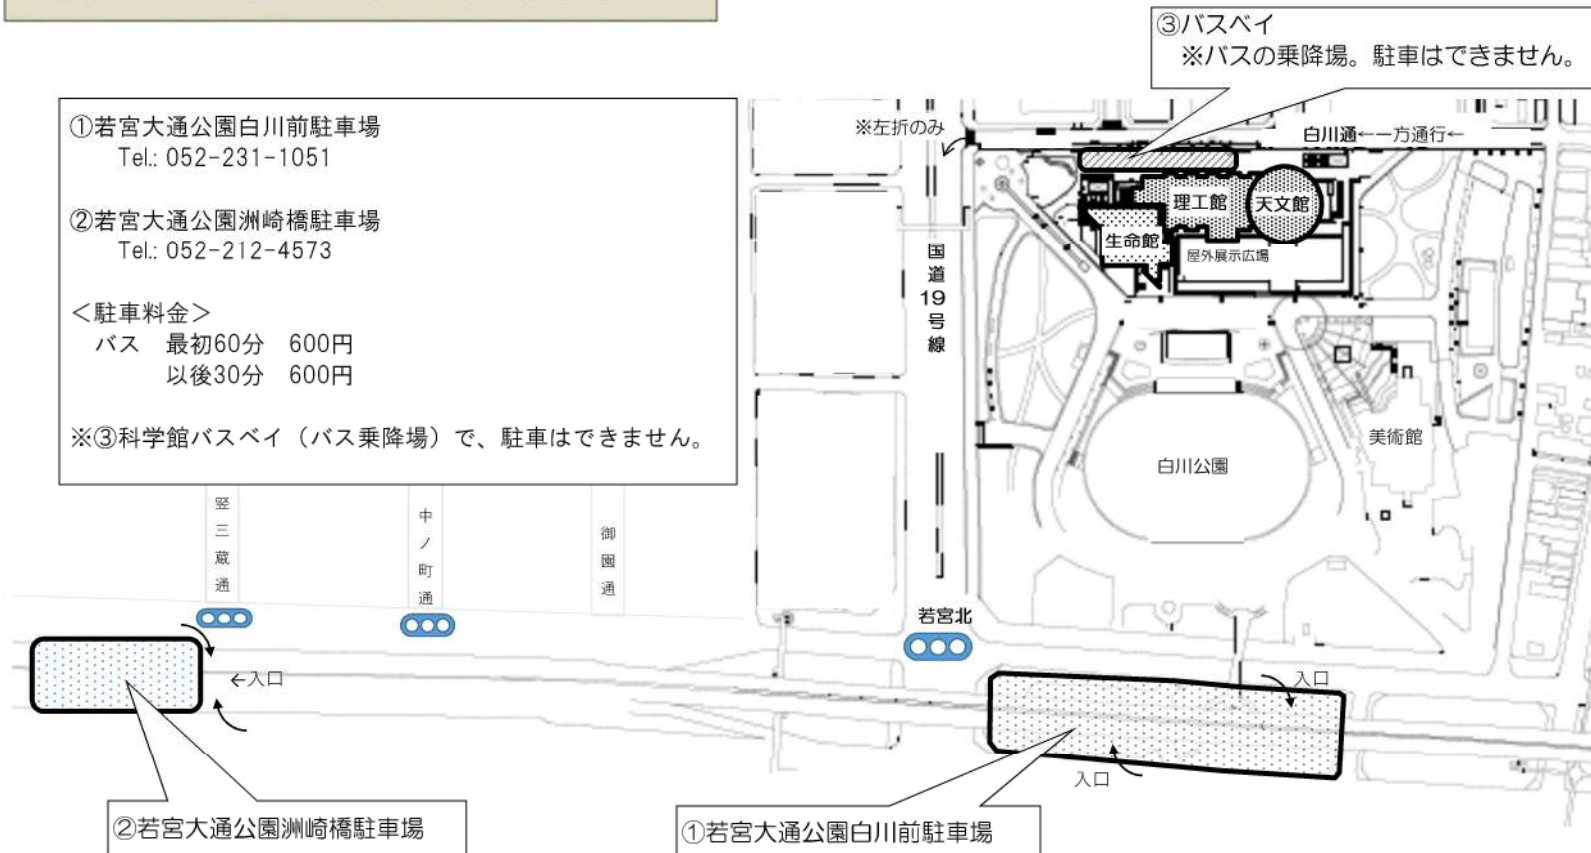 ③バスベイ
※バスの乗降場。駐車はできません。
①若宮大通公園白川前駐車場
Tel.: 052-231-1051
②若宮大通公園洲崎橋駐車場
Tel.: 052-212-4573
＜駐車料金＞
バス　最初60分　600円
以後30分　600円
※③科学館バスベイ（バス乗降場）で、駐車はできません。
※左折のみ
白川通←一方通行←
理工館
天文館
生命館
屋外展示広場
国道19号線
美術館
白川公園
竪三蔵通
中ノ町通
御園通
若宮北
←入口
入口
入口
②若宮大通公園洲崎橋駐車場
①若宮大通公園白川前駐車場